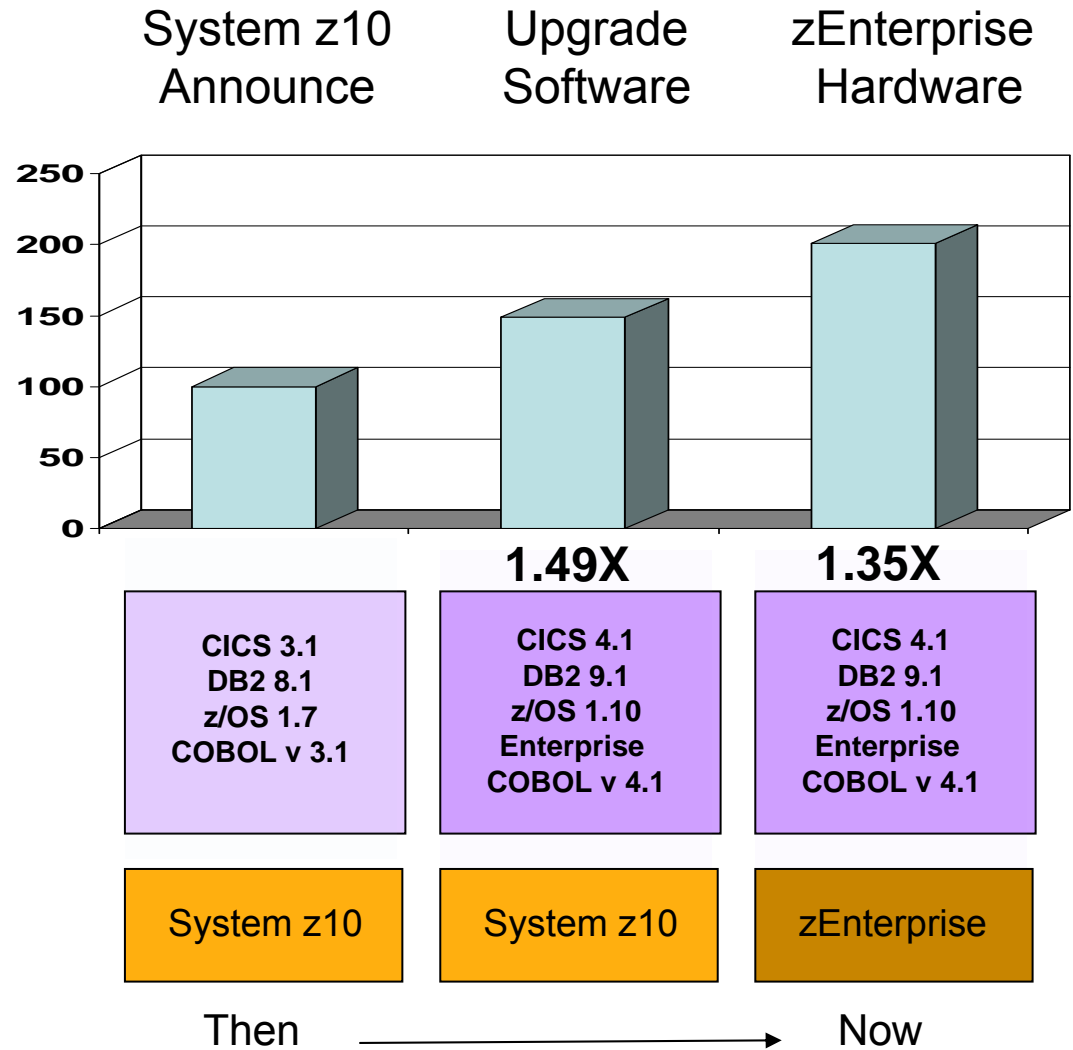 System z10
Announce
Upgrade
Software
zEnterprise
Hardware
250
200
150
100
50
0
1.49X
1.35X
CICS 3.1
DB2 8.1
z/OS 1.7
COBOL v 3.1
CICS 4.1
DB2 9.1
z/OS 1.10
Enterprise
COBOL v 4.1
CICS 4.1
DB2 9.1
z/OS 1.10
Enterprise
COBOL v 4.1
System z10
System z10
zEnterprise
Then
Now